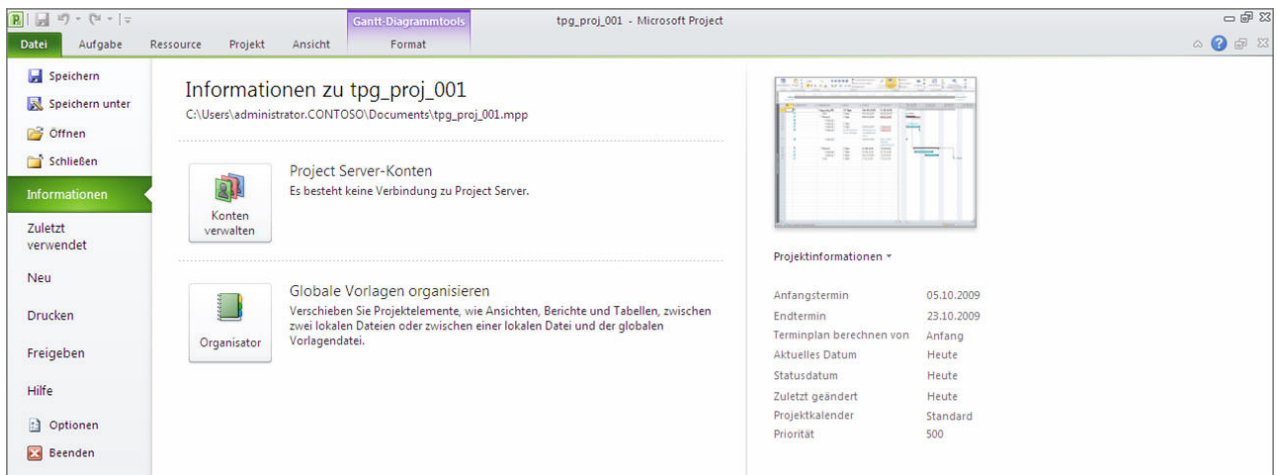 Gantt-Diagrammtools
tpg_proj_001 - Microsoft Project
Datei Aufgabe Ressource Projekt Ansicht Format
Speichern
Speichern unter
Öffnen
Schließen
Informationen
Zuletzt
verwendet
Neu
Drucken
Freigeben
Hilfe
Optionen
Beenden
Informationen zu tpg_proj_001
C:\Users\administrator.CONTOSO\Documents\tpg_proj_001.mpp
Konten
verwalten
Project Server-Konten
Es besteht keine Verbindung zu Project Server.
Organisator
Globale Vorlagen organisieren
Verschieben Sie Projektelemente, wie Ansichten, Berichte und Tabellen, zwischen
zwei lokalen Dateien oder zwischen einer lokalen Datei und der globalen
Vorlagendatei.
Projektinformationen
Anfangstermin 05.10.2009
Endtermin 23.10.2009
Terminplan berechnen von Anfang
Aktuelles Datum Heute
Statusdatum Heute
Zuletzt geändert Heute
Projektkalender Standard
Priorität 500